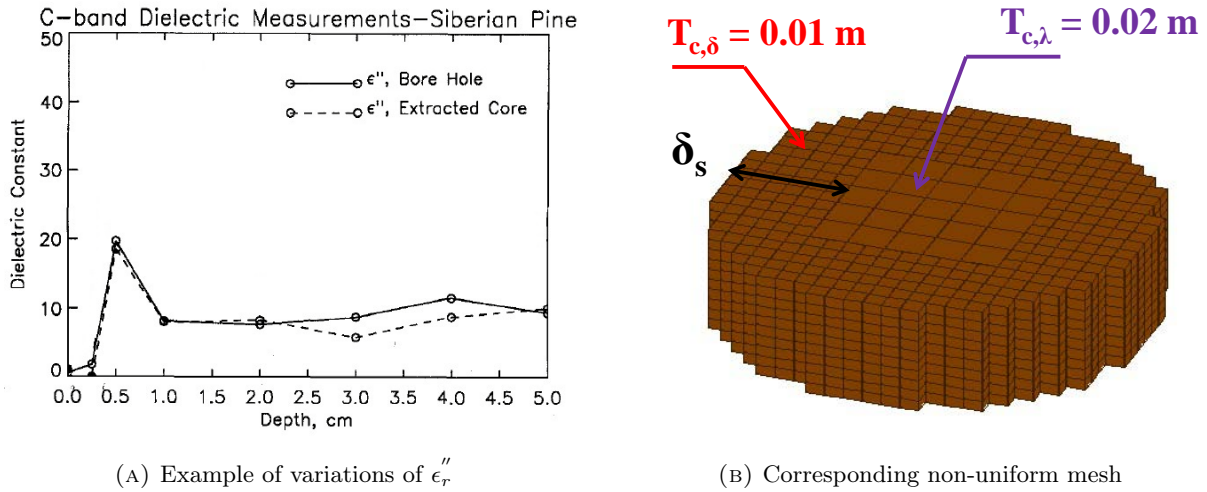 C-band Dielectric Measurements—Siberian Pine
50
40
30
20
10
0
Dielectric Constant
ϵ", Bore Hole
ϵ", Extracted Core
0.0 0.5 1.0 1.5 2.0 2.5 3.0 3.5 4.0 4.5 5.0
Depth, cm
(A) Example of variations of ϵ″ᵣ
T_c,δ = 0.01 m
T_c,λ = 0.02 m
δₛ
(B) Corresponding non-uniform mesh